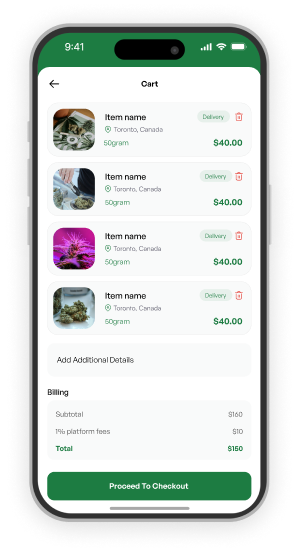 9:41
Cart
Item name Delivery
Toronto, Canada
50gram $40.00
Item name Delivery
Toronto, Canada
50gram $40.00
Item name Delivery
Toronto, Canada
50gram $40.00
Item name Delivery
Toronto, Canada
50gram $40.00
Add Additional Details
Billing
Subtotal $160
1% platform fees $10
Total $150
Proceed To Checkout